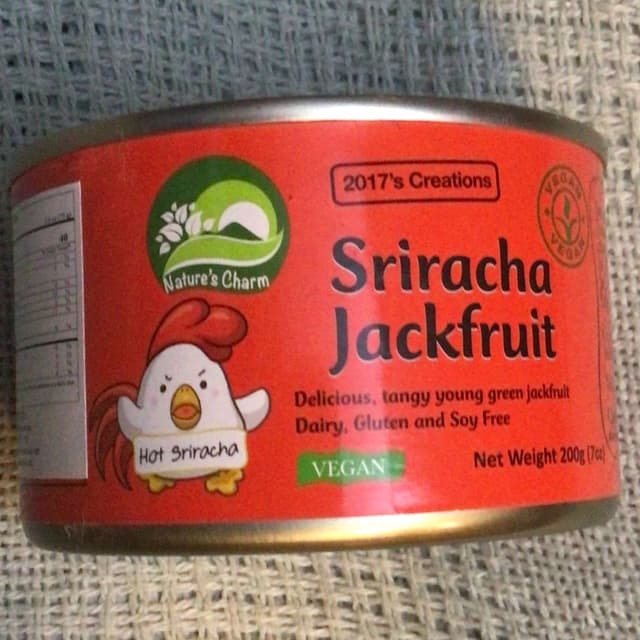 2017's Creations
VEGAN
VEGAN
Nature's Charm
Sriracha
Jackfruit
Delicious, tangy young green jackfruit
Dairy, Gluten and Soy Free
Hot Sriracha
VEGAN
Net Weight 200g (7oz)